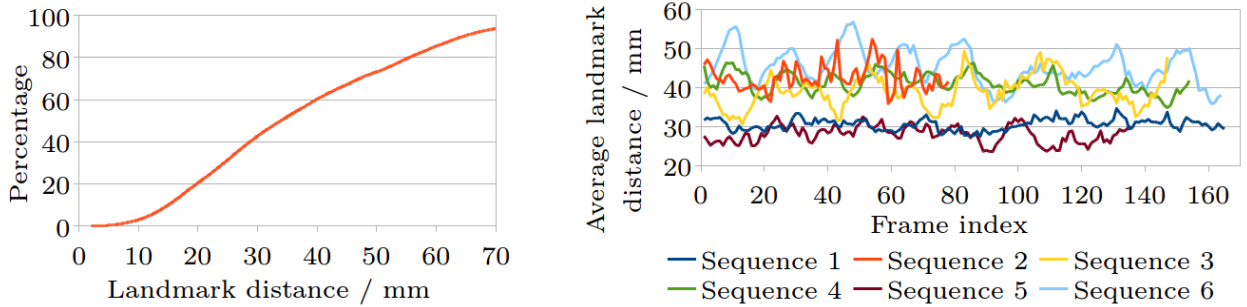 Percentage
100
80
60
40
20
0
0 10 20 30 40 50 60 70
Landmark distance / mm
Average landmark
distance / mm
60
50
40
30
20
0 20 40 60 80 100 120 140 160
Frame index
Sequence 1 Sequence 2 Sequence 3
Sequence 4 Sequence 5 Sequence 6